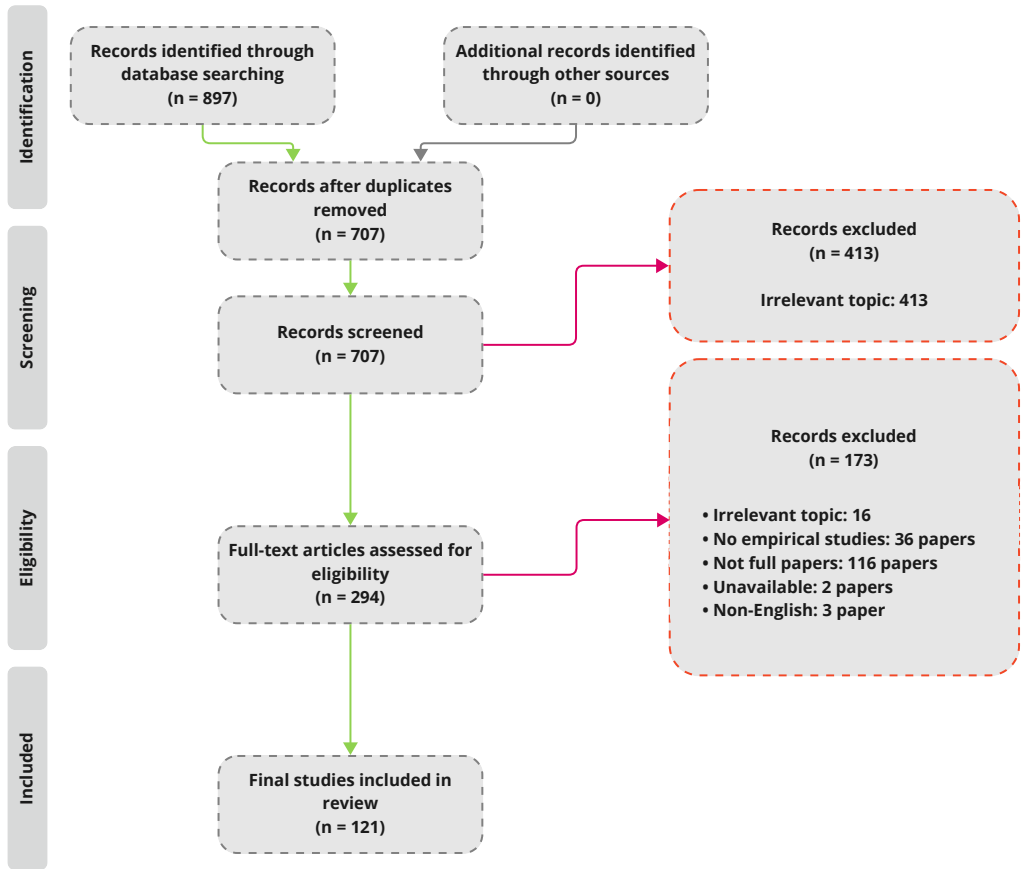 Identification
Records identified through
database searching
(n = 897)
Additional records identified
through other sources
(n = 0)
Records after duplicates
removed
(n = 707)
Screening
Records screened
(n = 707)
Records excluded
(n = 413)
Irrelevant topic: 413
Eligibility
Full-text articles assessed for
eligibility
(n = 294)
Records excluded
(n = 173)
• Irrelevant topic: 16
• No empirical studies: 36 papers
• Not full papers: 116 papers
• Unavailable: 2 papers
• Non-English: 3 paper
Included
Final studies included in
review
(n = 121)